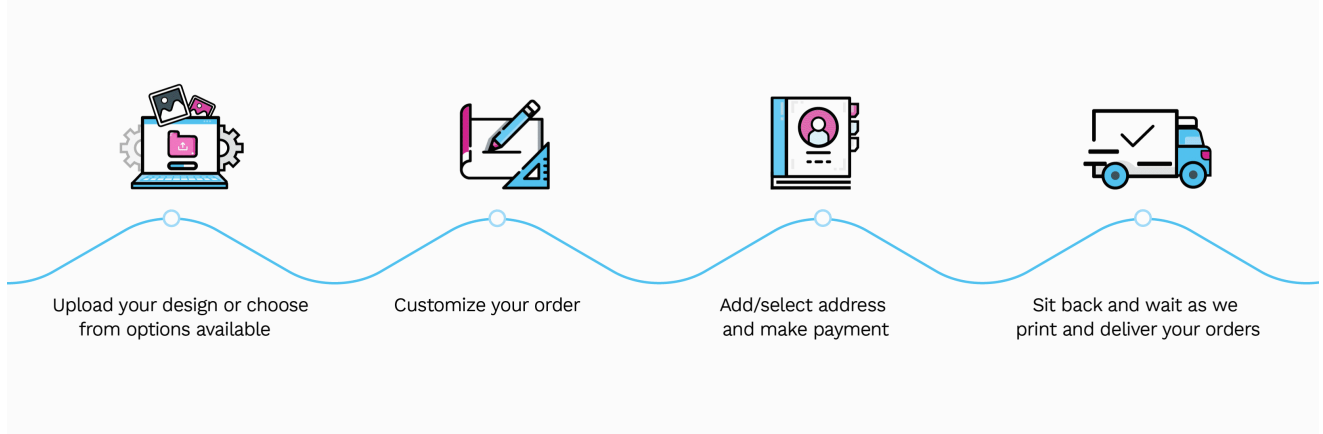 Upload your design or choose
from options available
Customize your order
Add/select address
and make payment
Sit back and wait as we
print and deliver your orders